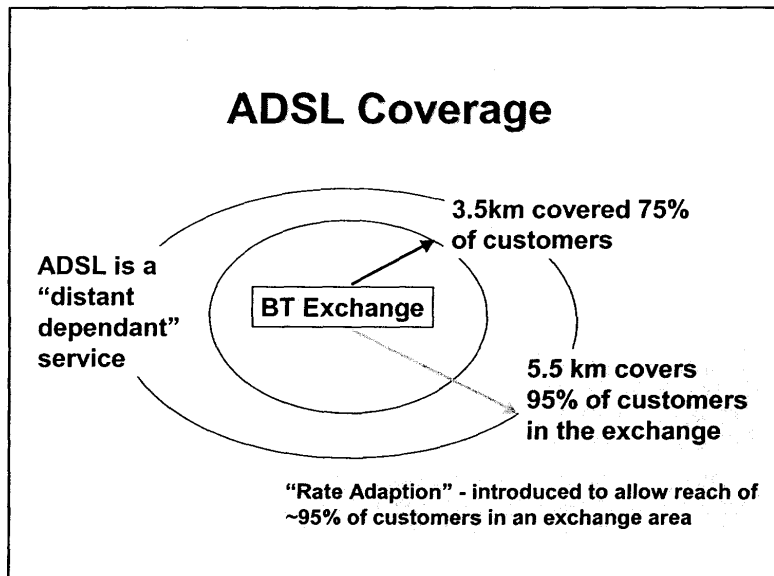 ADSL Coverage
3.5km covered 75%
of customers
ADSL is a
“distant
dependant”
service
BT Exchange
5.5 km covers
95% of customers
in the exchange
“Rate Adaption” - introduced to allow reach of
~95% of customers in an exchange area